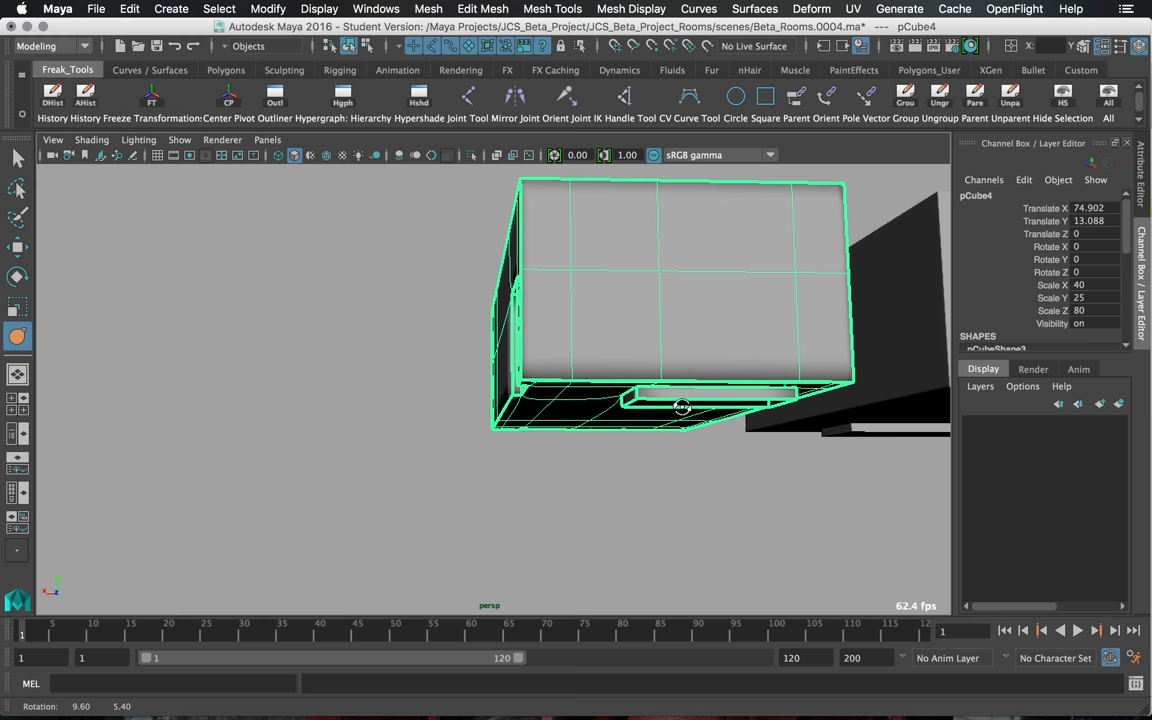 Maya File Edit Create Select Modify Display Windows Mesh Edit Mesh Mesh Tools Mesh Display Curves Surfaces Deform UV Generate Cache OpenFlight Help
Autodesk Maya 2016 - Student Version: /Maya Projects/JCS_Beta_Project/JCS_Beta_Project_Rooms/scenes/Beta_Rooms.0004.ma* --- pCube4
Modeling Objects No Live Surface X: Y
Freak_Tools Curves / Surfaces Polygons Sculpting Rigging Animation Rendering FX FX Caching Dynamics Fluids Fur nHair Muscle PaintEffects Polygons_User XGen Bullet Custom
DHist AHist FT CP Outl Hgph Hshd Grou Ungr Pare Unpa HS All
History History Freeze Transformation: Center Pivot Outliner Hypergraph: Hierarchy Hypershade Joint Tool Mirror Joint Orient Joint IK Handle Tool CV Curve Tool Circle Square Parent Orient Pole Vector Group Ungroup Parent Unparent Hide Selection All
View Shading Lighting Show Renderer Panels
0.00 1.00 ON sRGB gamma
Channel Box / Layer Editor
Channels Edit Object Show
pCube4
Translate X 74.902
Translate Y 13.088
Translate Z 0
Rotate X 0
Rotate Y 0
Rotate Z 0
Scale X 40
Scale Y 25
Scale Z 80
Visibility on
SHAPES
pCubeShape3
Display Render Anim
Layers Options Help
Attribute Editor
Channel Box / Layer Editor
persp
62.4 fps
1 5 10 15 20 25 30 35 40 45 50 55 60 65 70 75 80 85 90 95 100 105 110 115 12 1
1 1 1 120 120 200 No Anim Layer No Character Set
MEL
Rotation: 9.60 5.40